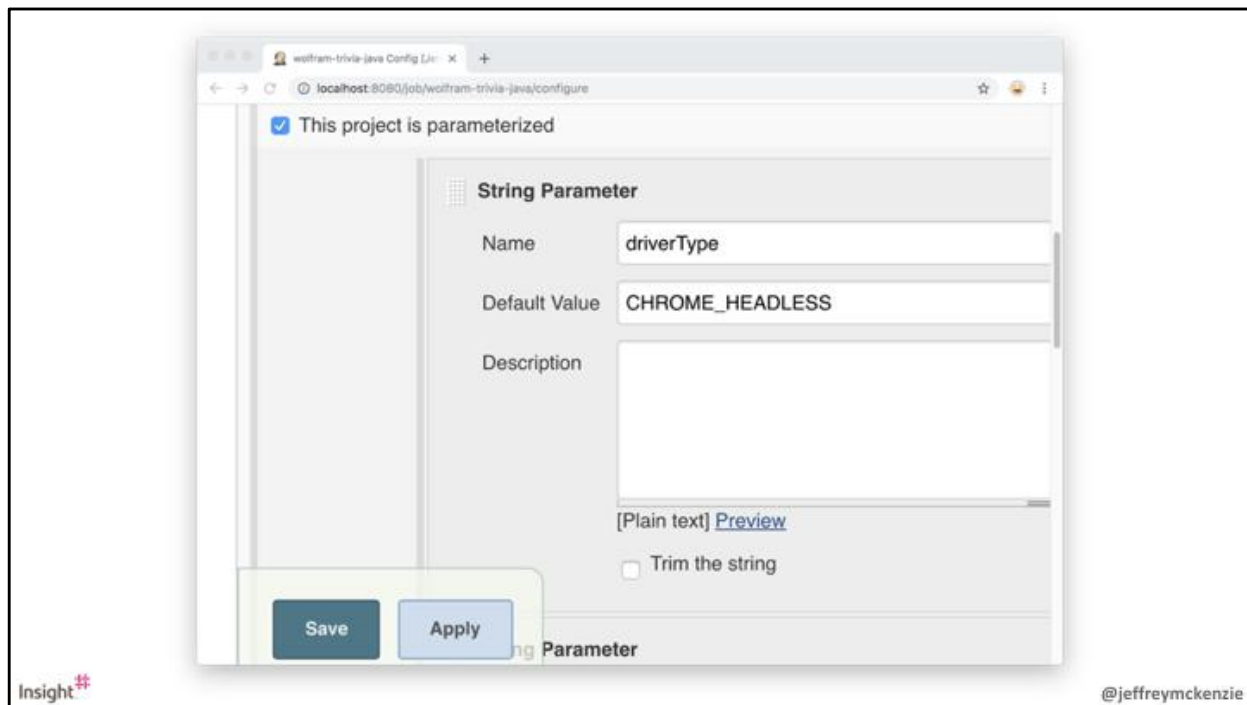 wolfram-trivia-java Config [Je
localhost:8080/job/wolfram-trivia-java/configure
This project is parameterized
String Parameter
Name
driverType
Default Value
CHROME_HEADLESS
Description
[Plain text] Preview
Trim the string
Save
Apply
ng Parameter
Insight
@jeffreymckenzie